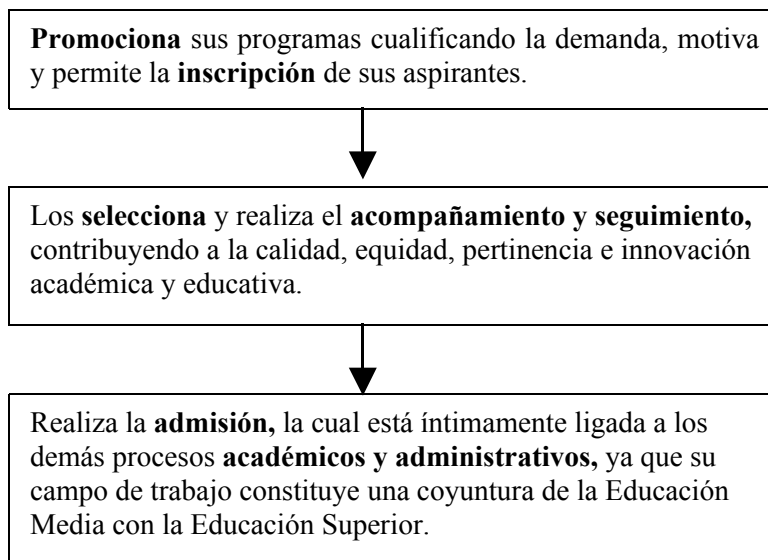 Promociona sus programas cualificando la demanda, motiva
y permite la inscripción de sus aspirantes.
Los selecciona y realiza el acompañamiento y seguimiento,
contribuyendo a la calidad, equidad, pertinencia e innovación
académica y educativa.
Realiza la admisión, la cual está íntimamente ligada a los
demás procesos académicos y administrativos, ya que su
campo de trabajo constituye una coyuntura de la Educación
Media con la Educación Superior.